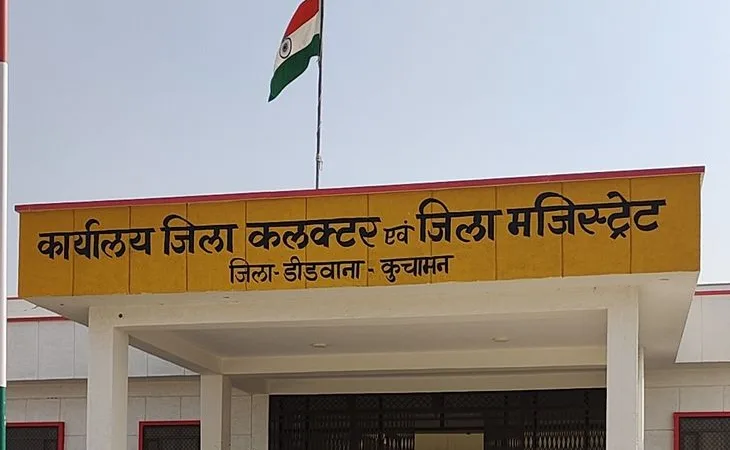 कार्यालय जिला कलक्टर एवं जिला मजिस्ट्रेट
जिला- डीडवाना - कुचामन